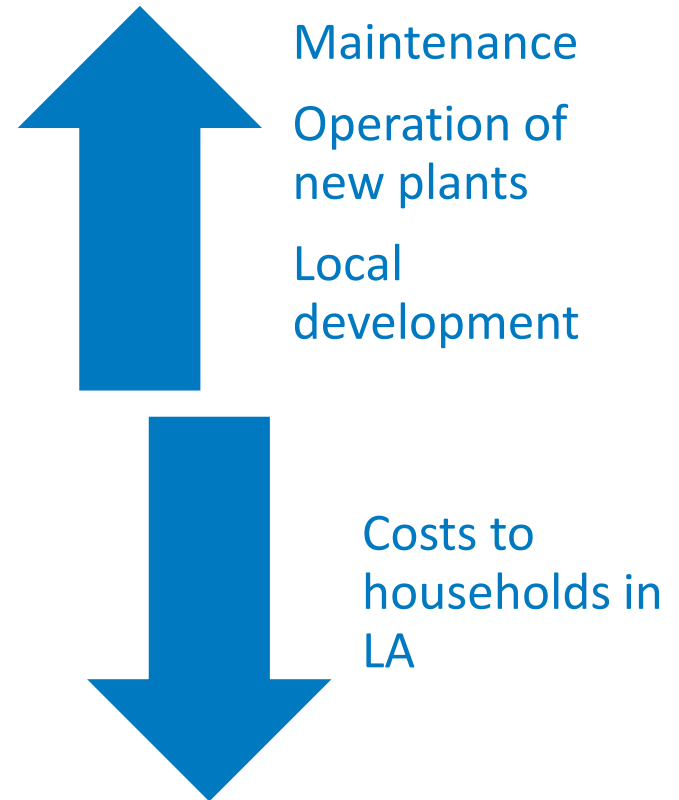 Maintenance
Operation of
new plants
Local
development
Costs to
households in
LA